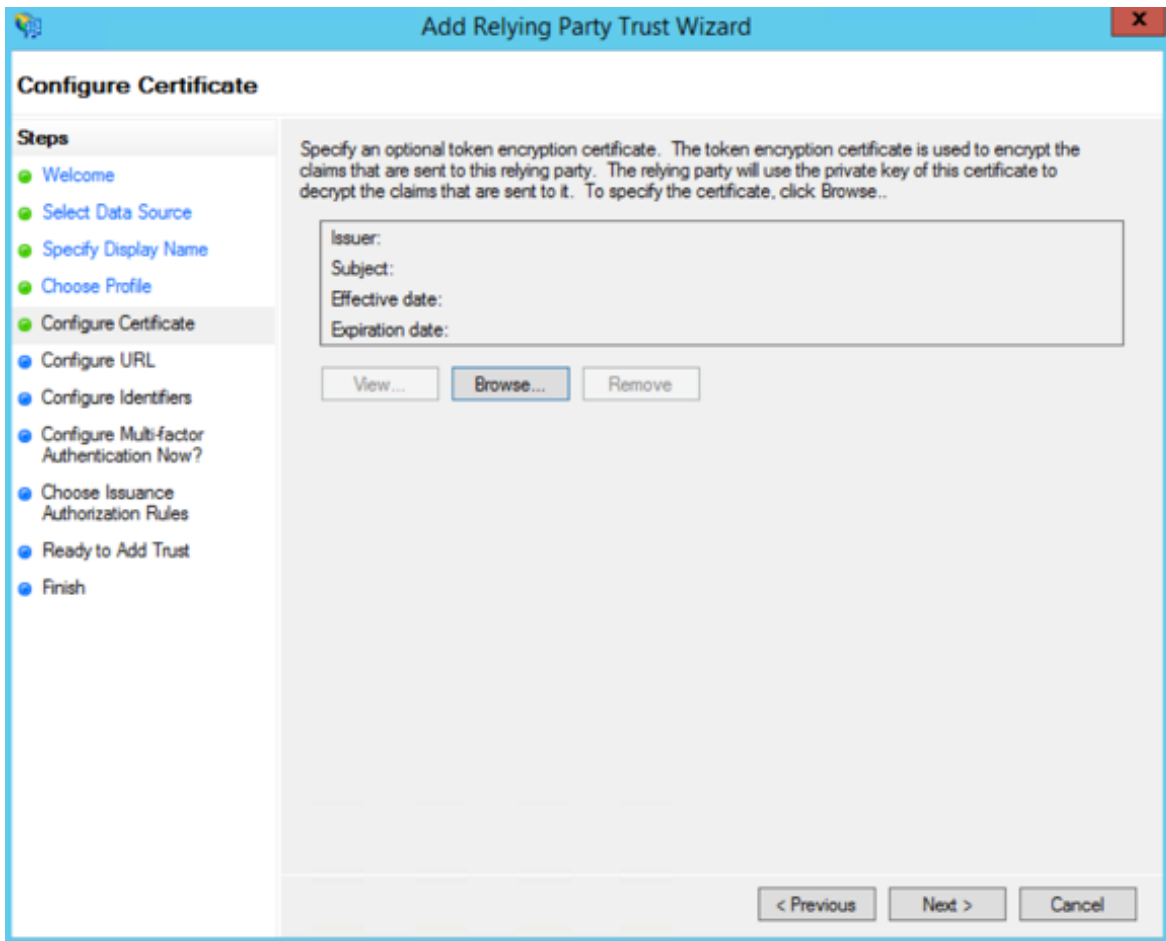 Add Relying Party Trust Wizard
x
Configure Certificate
Steps
Welcome
Select Data Source
Specify Display Name
Choose Profile
Configure Certificate
Configure URL
Configure Identifiers
Configure Multi-factor
Authentication Now?
Choose Issuance
Authorization Rules
Ready to Add Trust
Finish
Specify an optional token encryption certificate.  The token encryption certificate is used to encrypt the
claims that are sent to this relying party.  The relying party will use the private key of this certificate to
decrypt the claims that are sent to it.  To specify the certificate, click Browse..
Issuer:
Subject:
Effective date:
Expiration date:
View... Browse... Remove
< Previous Next > Cancel